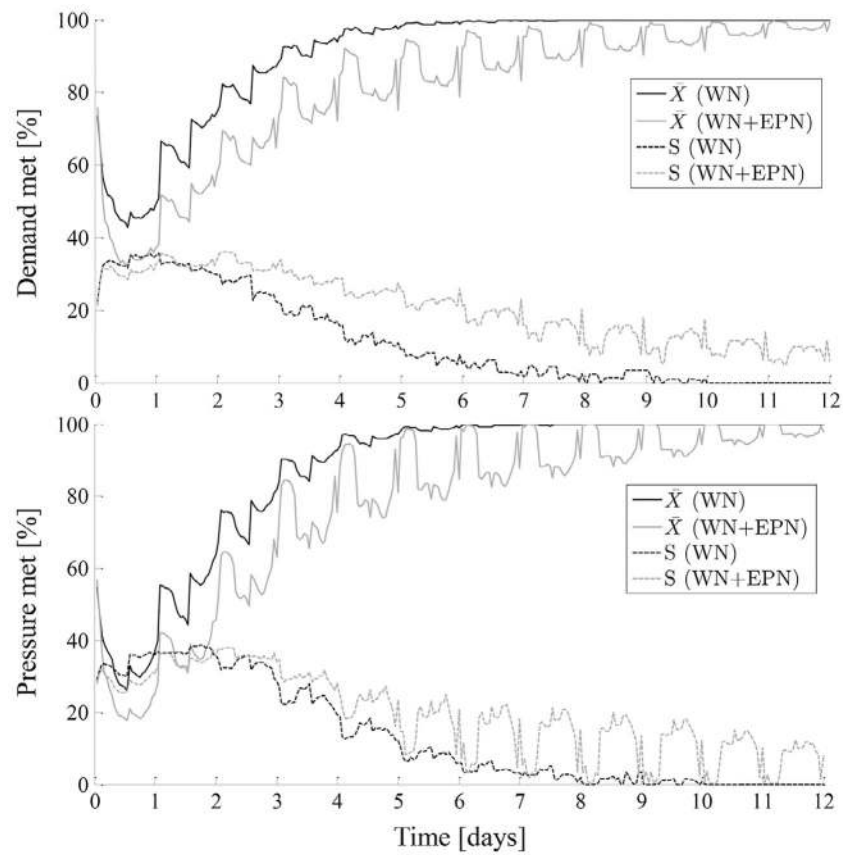 Demand met [%]
100
80
60
40
20
0
X̄ (WN)
X̄ (WN+EPN)
S (WN)
S (WN+EPN)
0 1 2 3 4 5 6 7 8 9 10 11 12
Pressure met [%]
100
80
60
40
20
0
X̄ (WN)
X̄ (WN+EPN)
S (WN)
S (WN+EPN)
0 1 2 3 4 5 6 7 8 9 10 11 12
Time [days]